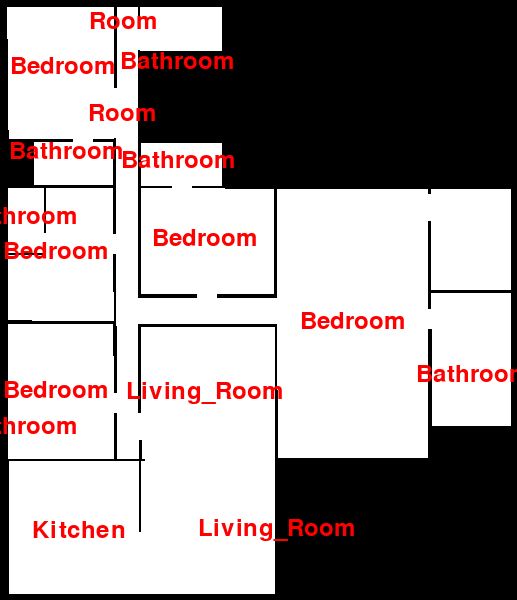 Room
Bathroom
Bedroom
Room
Bathroom
Bathroom
throom
Bedroom
Bedroom
Bedroom
Bathroor
Bedroom
Living_Room
throom
Living_Room
Kitchen